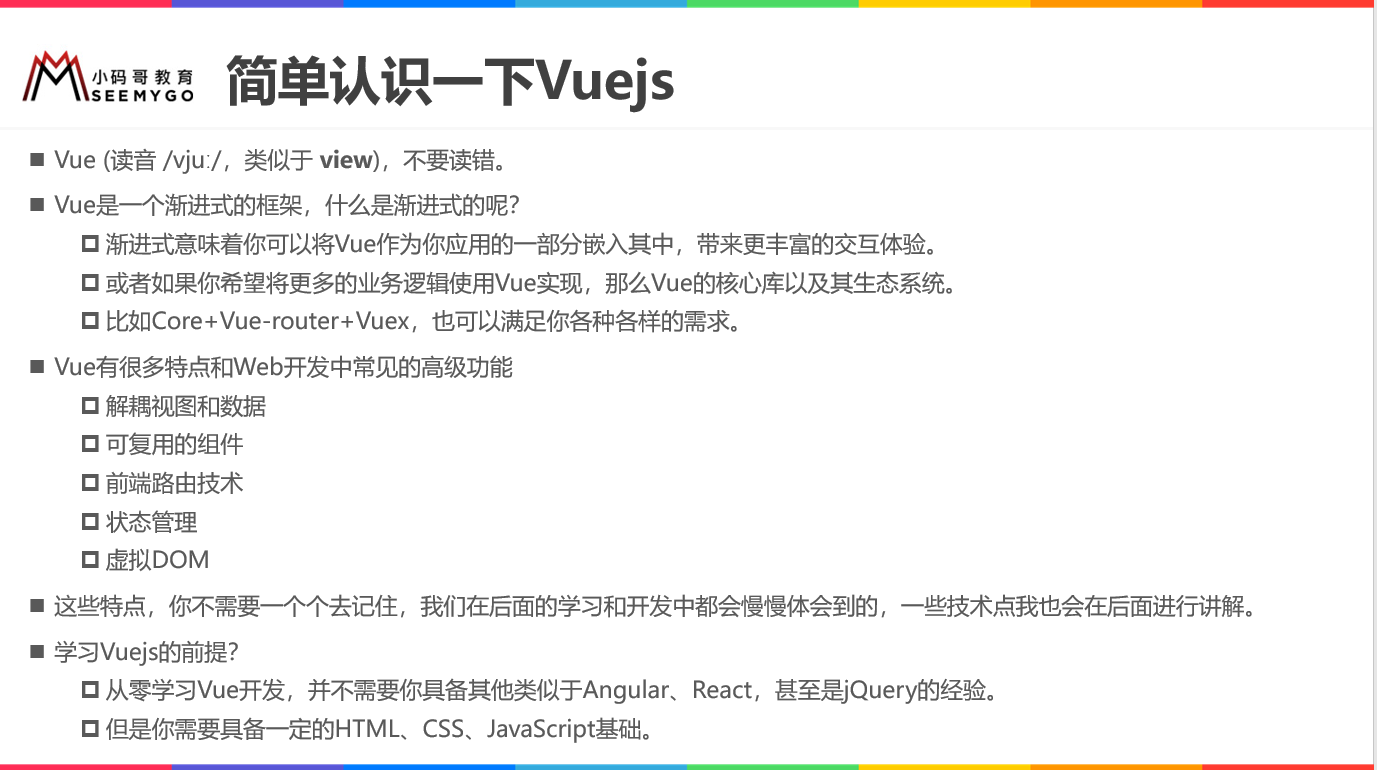 小码哥教育
SEEMYGO
简单认识一下Vuejs
Vue (读音 /vjuː/，类似于 view)，不要读错。
Vue是一个渐进式的框架，什么是渐进式的呢？
渐进式意味着你可以将Vue作为你应用的一部分嵌入其中，带来更丰富的交互体验。
或者如果你希望将更多的业务逻辑使用Vue实现，那么Vue的核心库以及其生态系统。
比如Core+Vue-router+Vuex，也可以满足你各种各样的需求。
Vue有很多特点和Web开发中常见的高级功能
解耦视图和数据
可复用的组件
前端路由技术
状态管理
虚拟DOM
这些特点，你不需要一个个去记住，我们在后面的学习和开发中都会慢慢体会到的，一些技术点我也会在后面进行讲解。
学习Vuejs的前提？
从零学习Vue开发，并不需要你具备其他类似于Angular、React，甚至是jQuery的经验。
但是你需要具备一定的HTML、CSS、JavaScript基础。